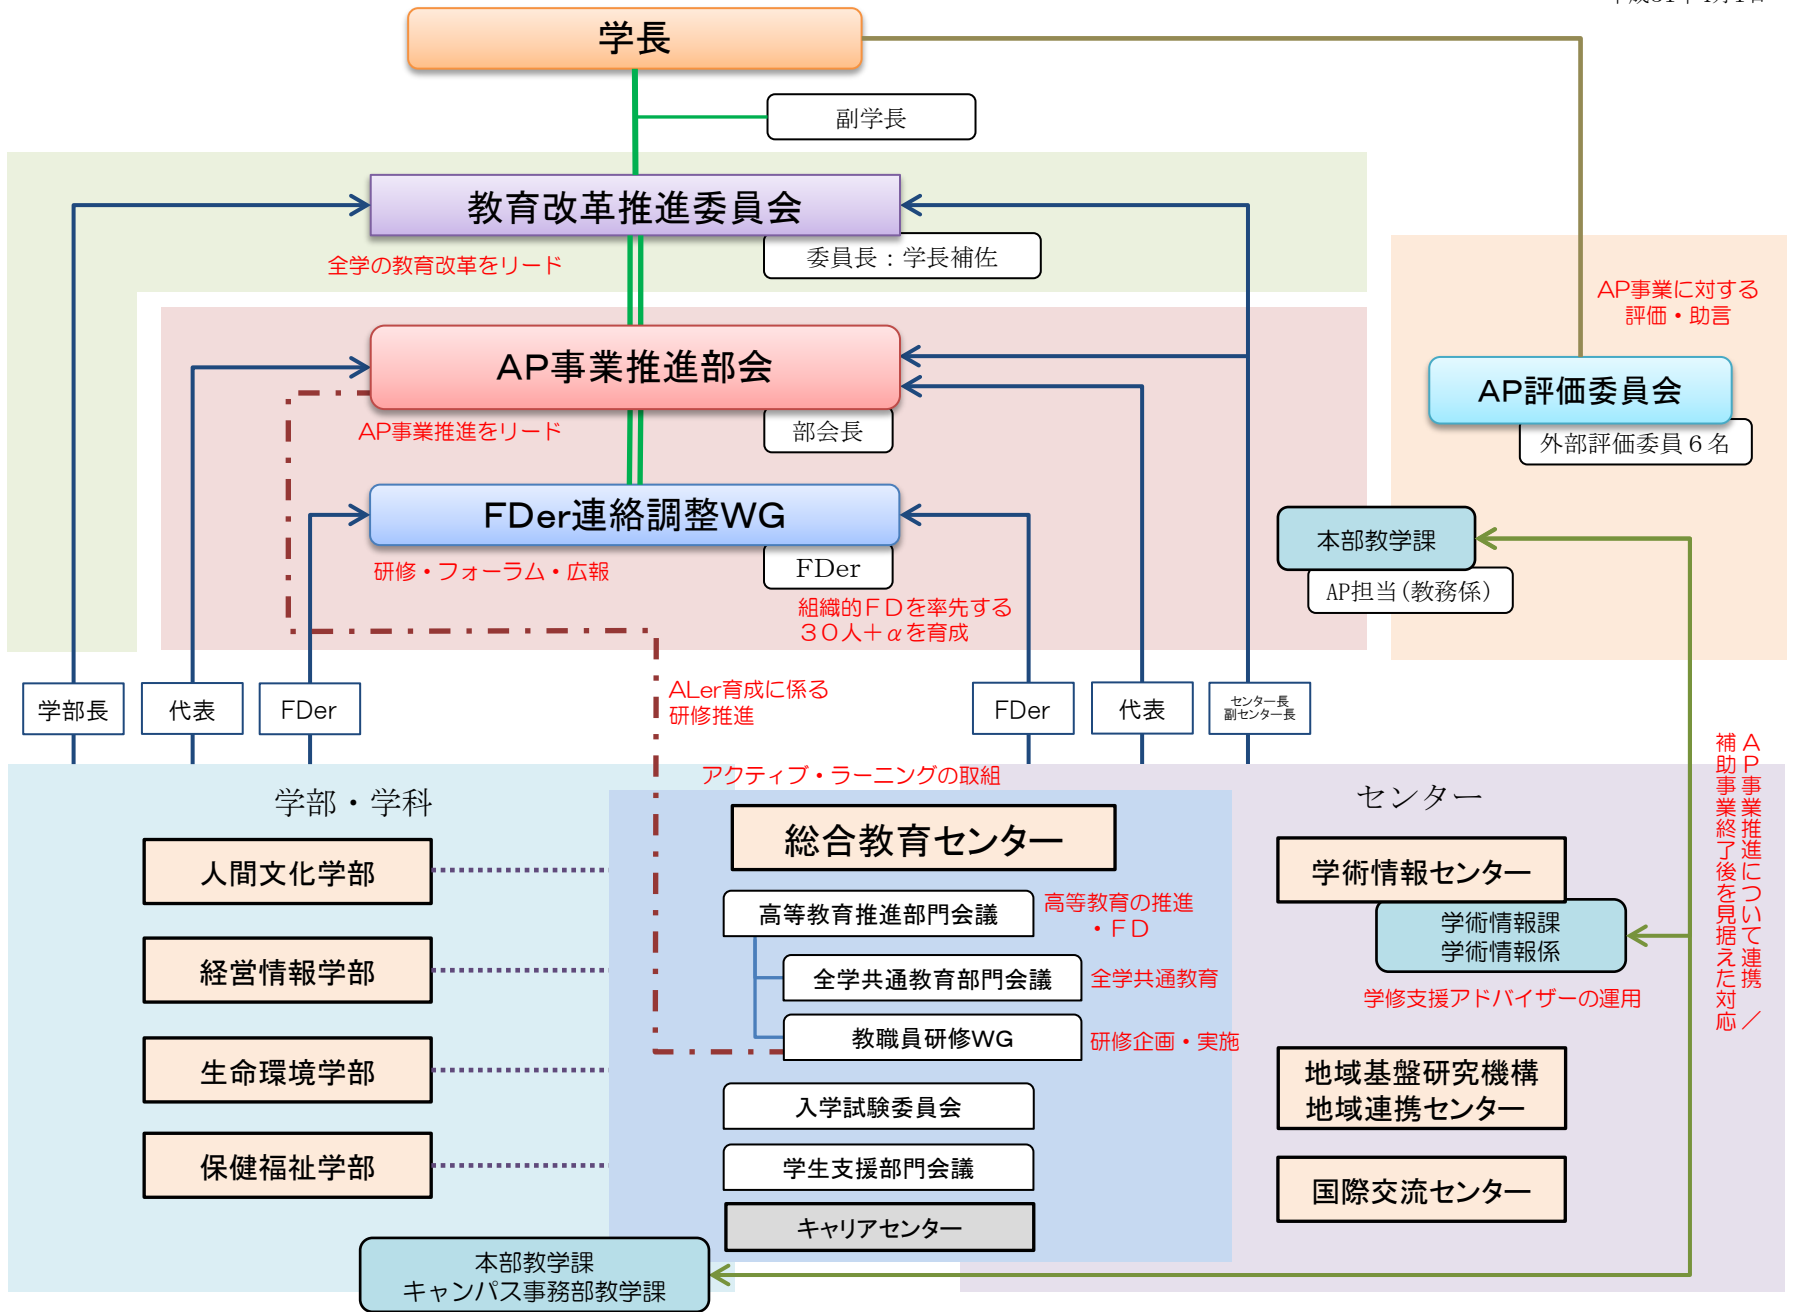 学長
副学長
教育改革推進委員会
委員長：学長補佐
全学の教育改革をリード
AP事業に対する
評価・助言
AP事業推進部会
部会長
AP事業推進をリード
AP評価委員会
外部評価委員６名
FDer連絡調整WG
FDer
研修・フォーラム・広報
組織的ＦＤを率先する
３０人＋αを育成
本部教学課
AP担当(教務係)
学部長
代表
FDer
ALer育成に係る
研修推進
FDer
代表
センター長
副センター長
ＡＰ事業推進について連携／
補助事業終了後を見据えた対応
アクティブ・ラーニングの取組
学部・学科
人間文化学部
経営情報学部
生命環境学部
保健福祉学部
総合教育センター
高等教育推進部門会議
高等教育の推進
・ＦＤ
全学共通教育部門会議
全学共通教育
教職員研修WG
研修企画・実施
入学試験委員会
学生支援部門会議
キャリアセンター
センター
学術情報センター
学術情報課
学術情報係
学修支援アドバイザーの運用
地域基盤研究機構
地域連携センター
国際交流センター
本部教学課
キャンパス事務部教学課